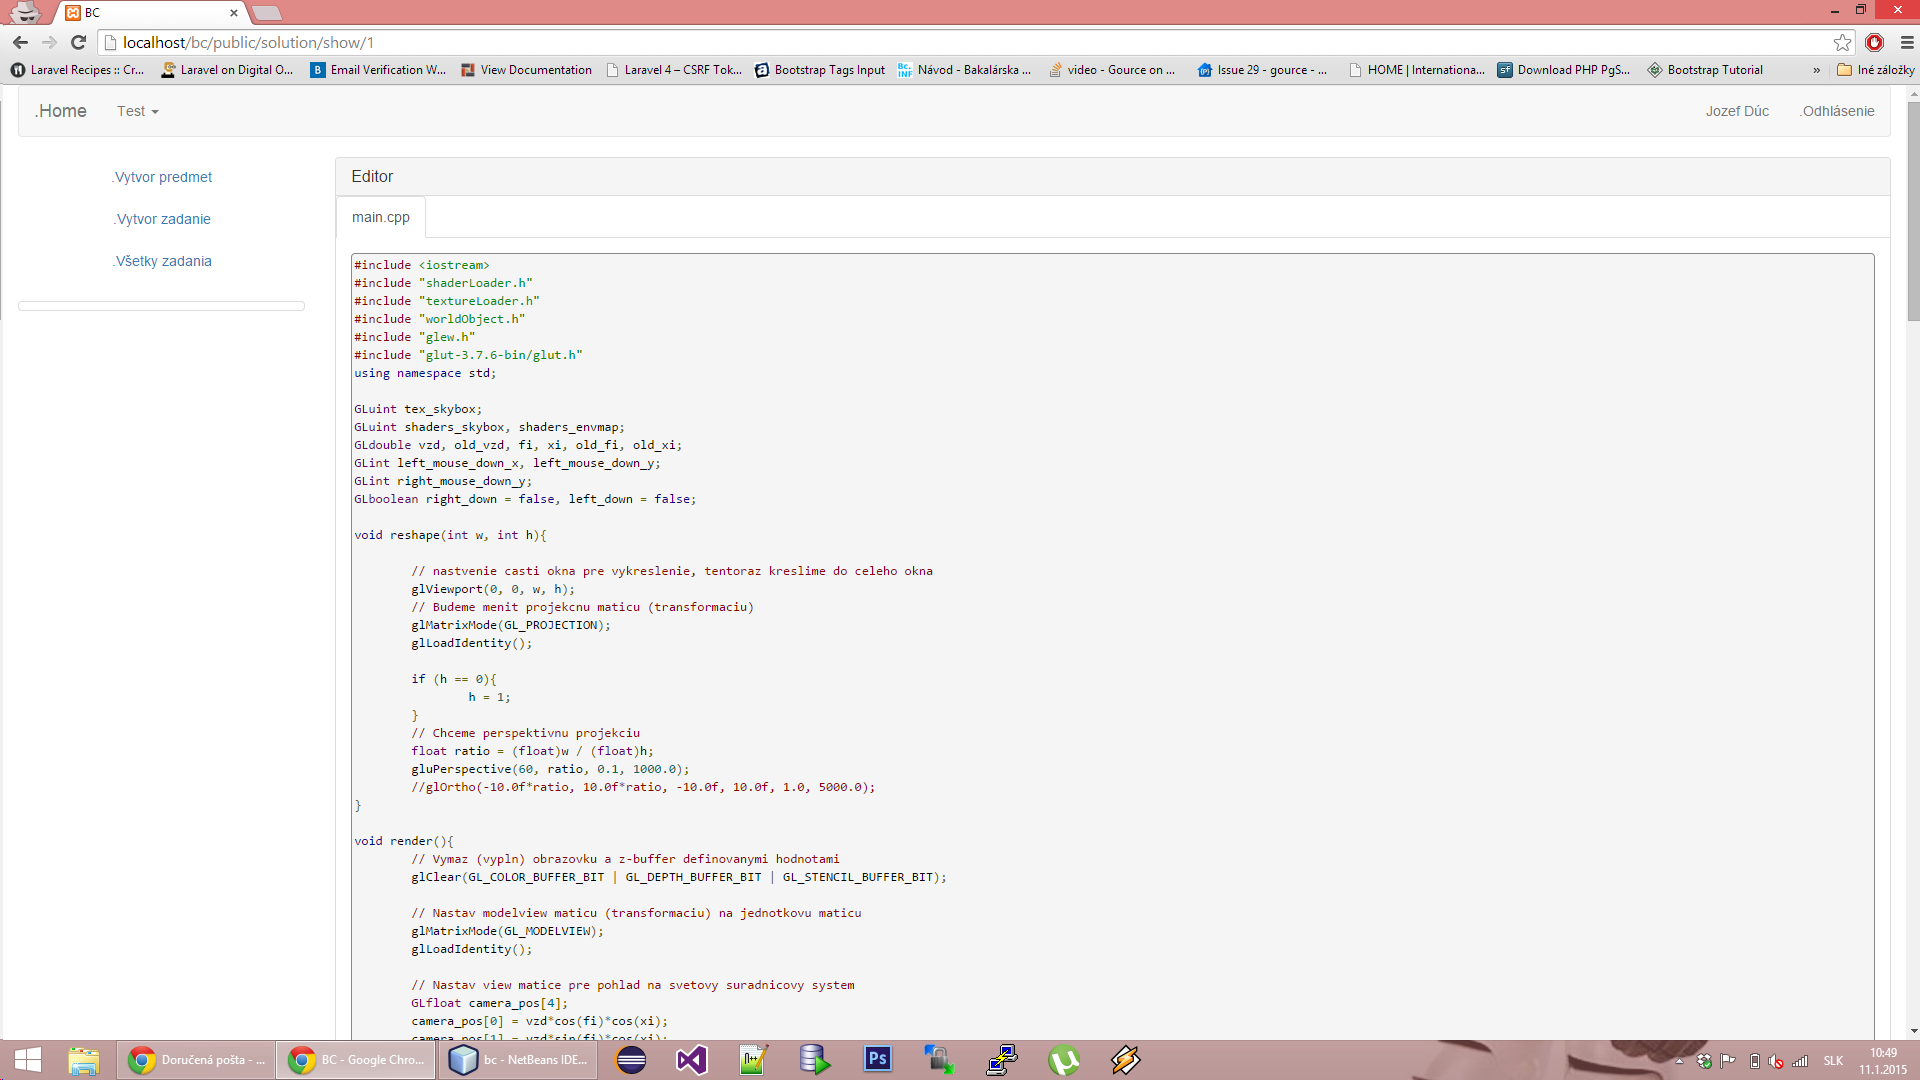 BC
localhost/bc/public/solution/show/1
Laravel Recipes :: Cr... Laravel on Digital O... Email Verification W... View Documentation Laravel 4 – CSRF Tok... Bootstrap Tags Input Návod - Bakalárska ... video - Gource on ... Issue 29 - gource - ... HOME | Internationa... Download PHP PgS... Bootstrap Tutorial » Iné záložky
.Home Test Jozef Dúc .Odhlásenie
.Vytvor predmet
.Vytvor zadanie
.Všetky zadania
Editor
main.cpp
#include <iostream>
#include "shaderLoader.h"
#include "textureLoader.h"
#include "worldObject.h"
#include "glew.h"
#include "glut-3.7.6-bin/glut.h"
using namespace std;
GLuint tex_skybox;
GLuint shaders_skybox, shaders_envmap;
GLdouble vzd, old_vzd, fi, xi, old_fi, old_xi;
GLint left_mouse_down_x, left_mouse_down_y;
GLint right_mouse_down_y;
GLboolean right_down = false, left_down = false;
void reshape(int w, int h){
// nastvenie casti okna pre vykreslenie, tentoraz kreslime do celeho okna
glViewport(0, 0, w, h);
// Budeme menit projekcnu maticu (transformaciu)
glMatrixMode(GL_PROJECTION);
glLoadIdentity();
if (h == 0){
h = 1;
}
// Chceme perspektivnu projekciu
float ratio = (float)w / (float)h;
gluPerspective(60, ratio, 0.1, 1000.0);
//glOrtho(-10.0f*ratio, 10.0f*ratio, -10.0f, 10.0f, 1.0, 5000.0);
}
void render(){
// Vymaz (vypln) obrazovku a z-buffer definovanymi hodnotami
glClear(GL_COLOR_BUFFER_BIT | GL_DEPTH_BUFFER_BIT | GL_STENCIL_BUFFER_BIT);
// Nastav modelview maticu (transformaciu) na jednotkovu maticu
glMatrixMode(GL_MODELVIEW);
glLoadIdentity();
// Nastav view matice pre pohlad na svetovy suradnicovy system
GLfloat camera_pos[4];
camera_pos[0] = vzd*cos(fi)*cos(xi);
camera_pos[1] = vzd*sin(fi)*cos(xi);
Doručená pošta - ... BC - Google Chro... bc - NetBeans IDE... Ps SLK 10:49
11.1.2015